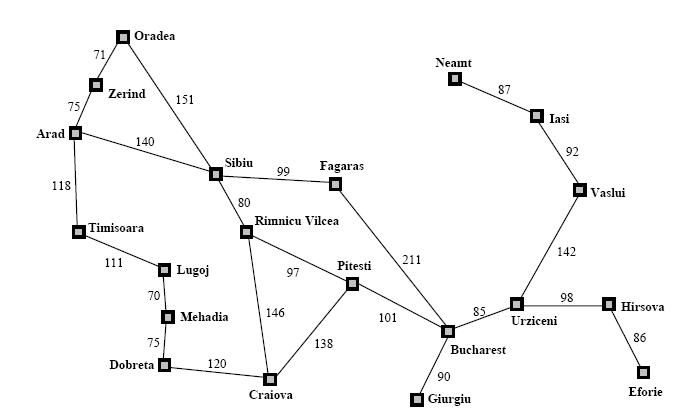 Oradea
71
Neamt
Zerind
87
75
151
Iasi
Arad
140
92
Sibiu
Fagaras
99
118
Vaslui
80
Timisoara
Rimnicu Vilcea
142
211
111
97
Pitesti
Lugoj
70
98
146
Hirsova
Mehadia
101
85
Urziceni
75
138
86
Bucharest
Dobreta
120
90
Eforie
Craiova
Giurgiu